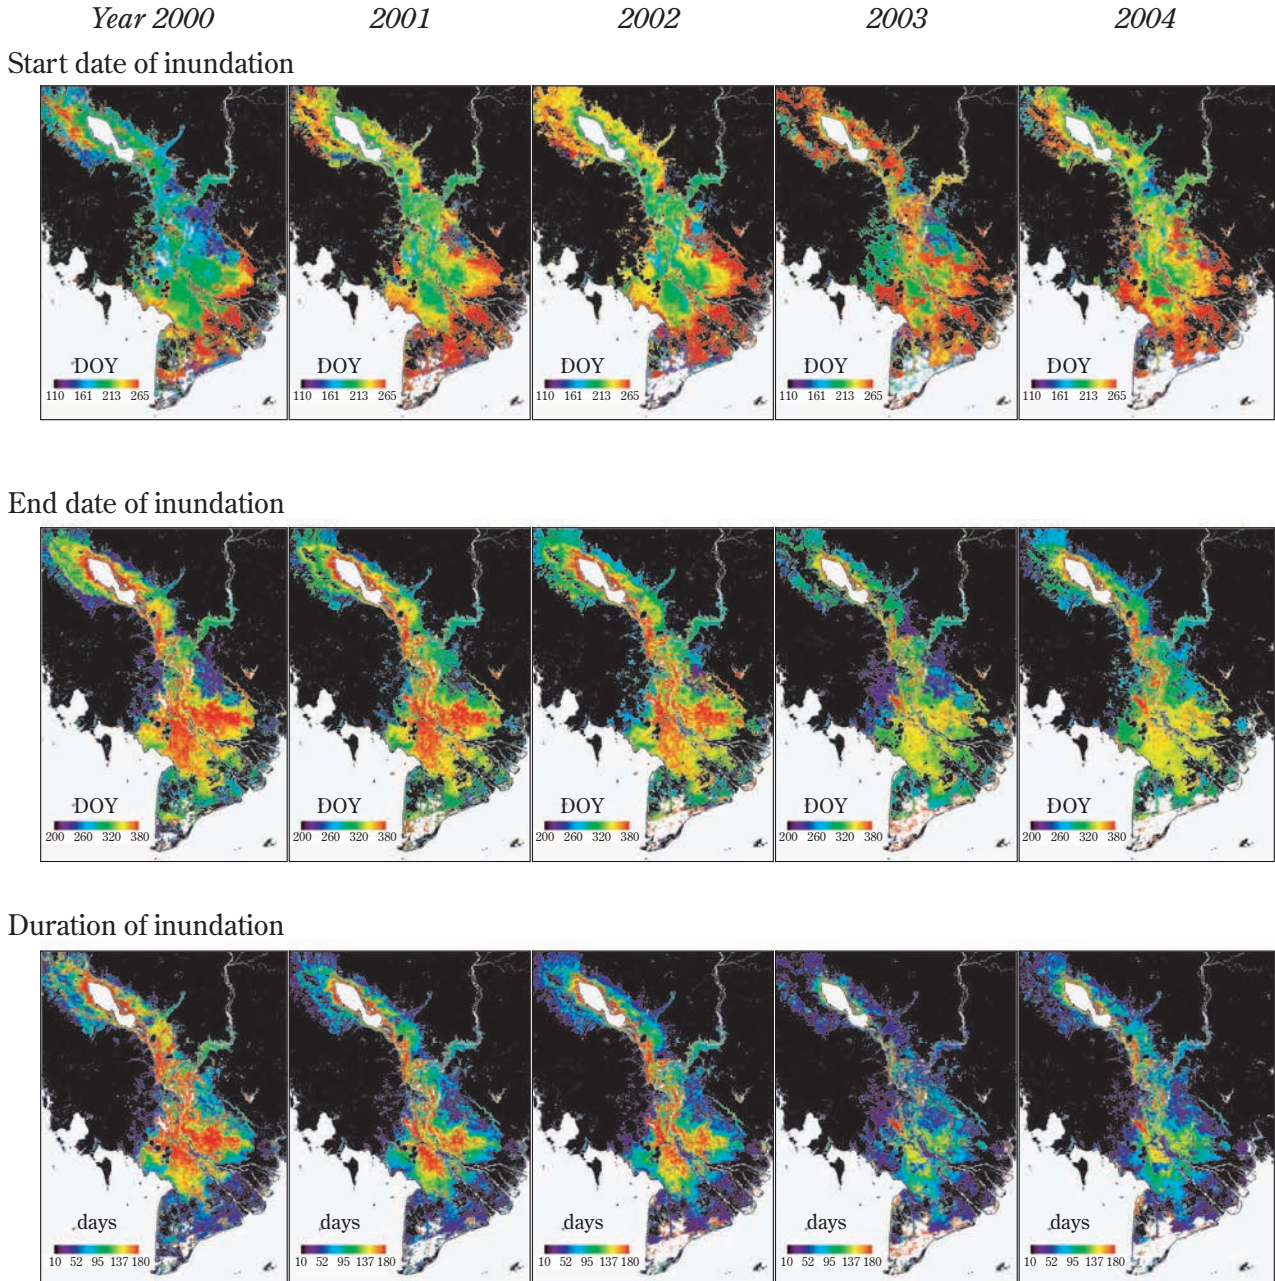 Year 2000 2001 2002 2003 2004
Start date of inundation
DOY DOY DOY DOY DOY
110 161 213 265 110 161 213 265 110 161 213 265 110 161 213 265 110 161 213 265
End date of inundation
DOY DOY DOY DOY DOY
200 260 320 380 200 260 320 380 200 260 320 380 200 260 320 380 200 260 320 380
Duration of inundation
days days days days days
10 52 95 137 180 10 52 95 137 180 10 52 95 137 180 10 52 95 137 180 10 52 95 137 180